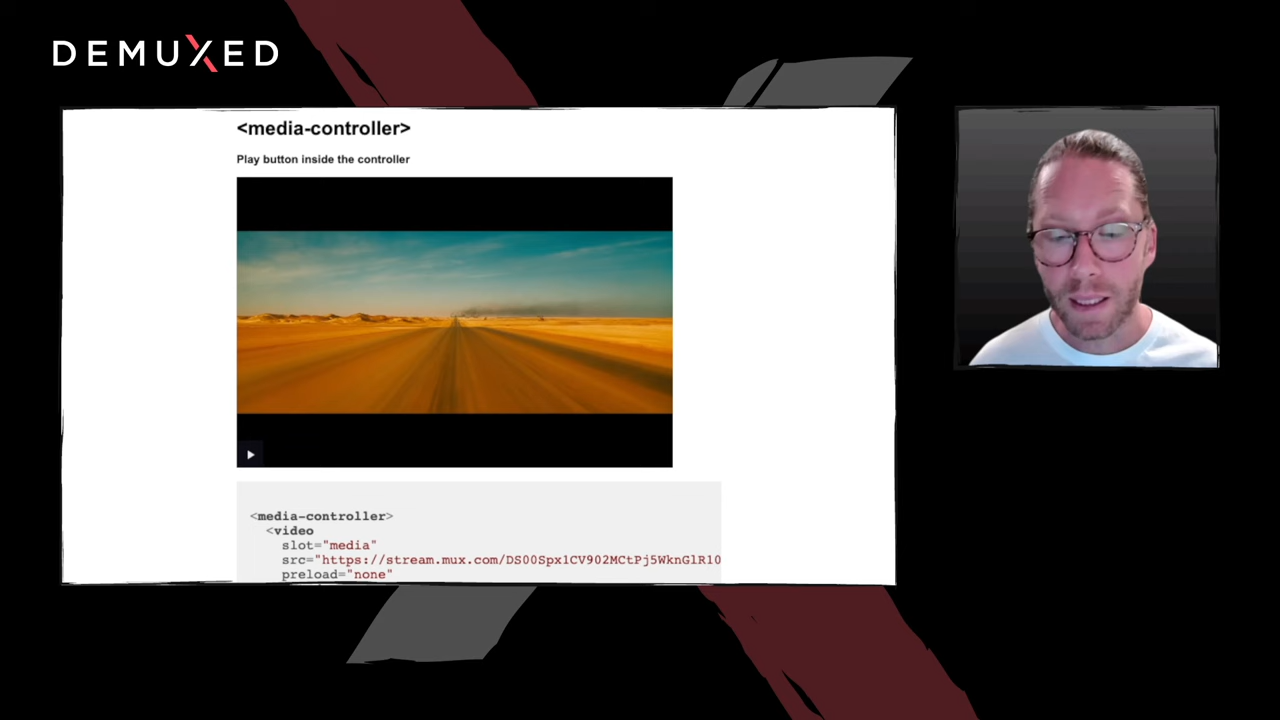 DEMUXED
<media-controller>
Play button inside the controller
<media-controller>
<video
slot="media"
src="https://stream.mux.com/DS00Spx1CV902MCtPj5WknGlR10
preload="none"